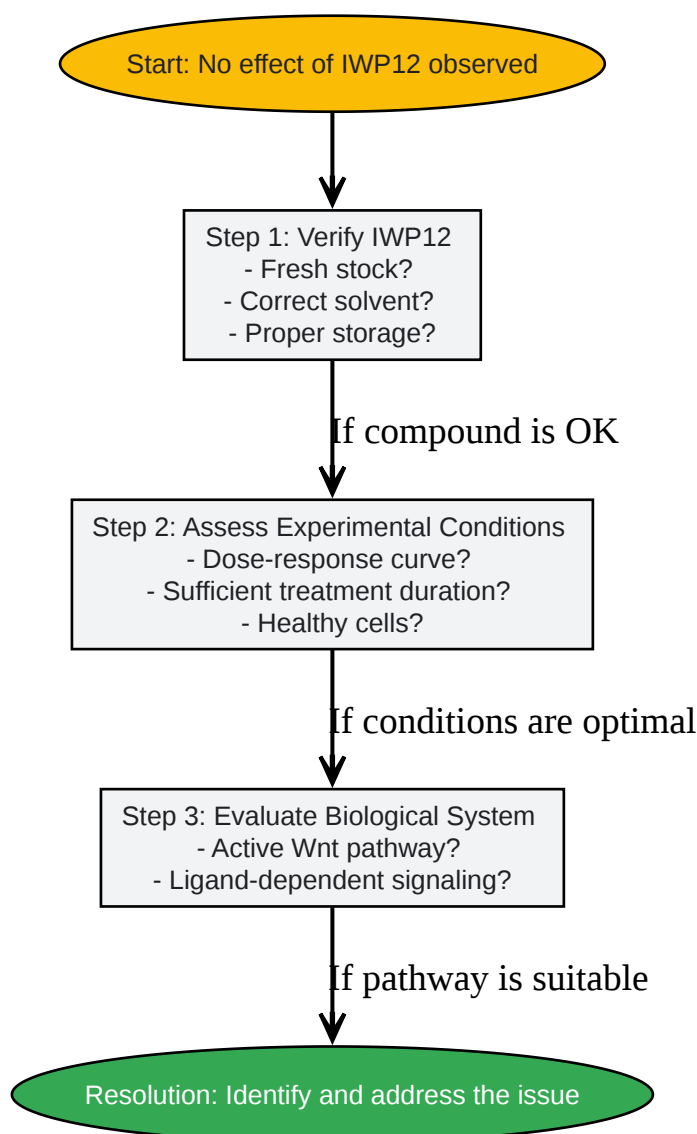 Start: No effect of IWP12 observed
Step 1: Verify IWP12
- Fresh stock?
- Correct solvent?
- Proper storage?
If compound is OK
Step 2: Assess Experimental Conditions
- Dose-response curve?
- Sufficient treatment duration?
- Healthy cells?
If conditions are optimal
Step 3: Evaluate Biological System
- Active Wnt pathway?
- Ligand-dependent signaling?
If pathway is suitable
Resolution: Identify and address the issue